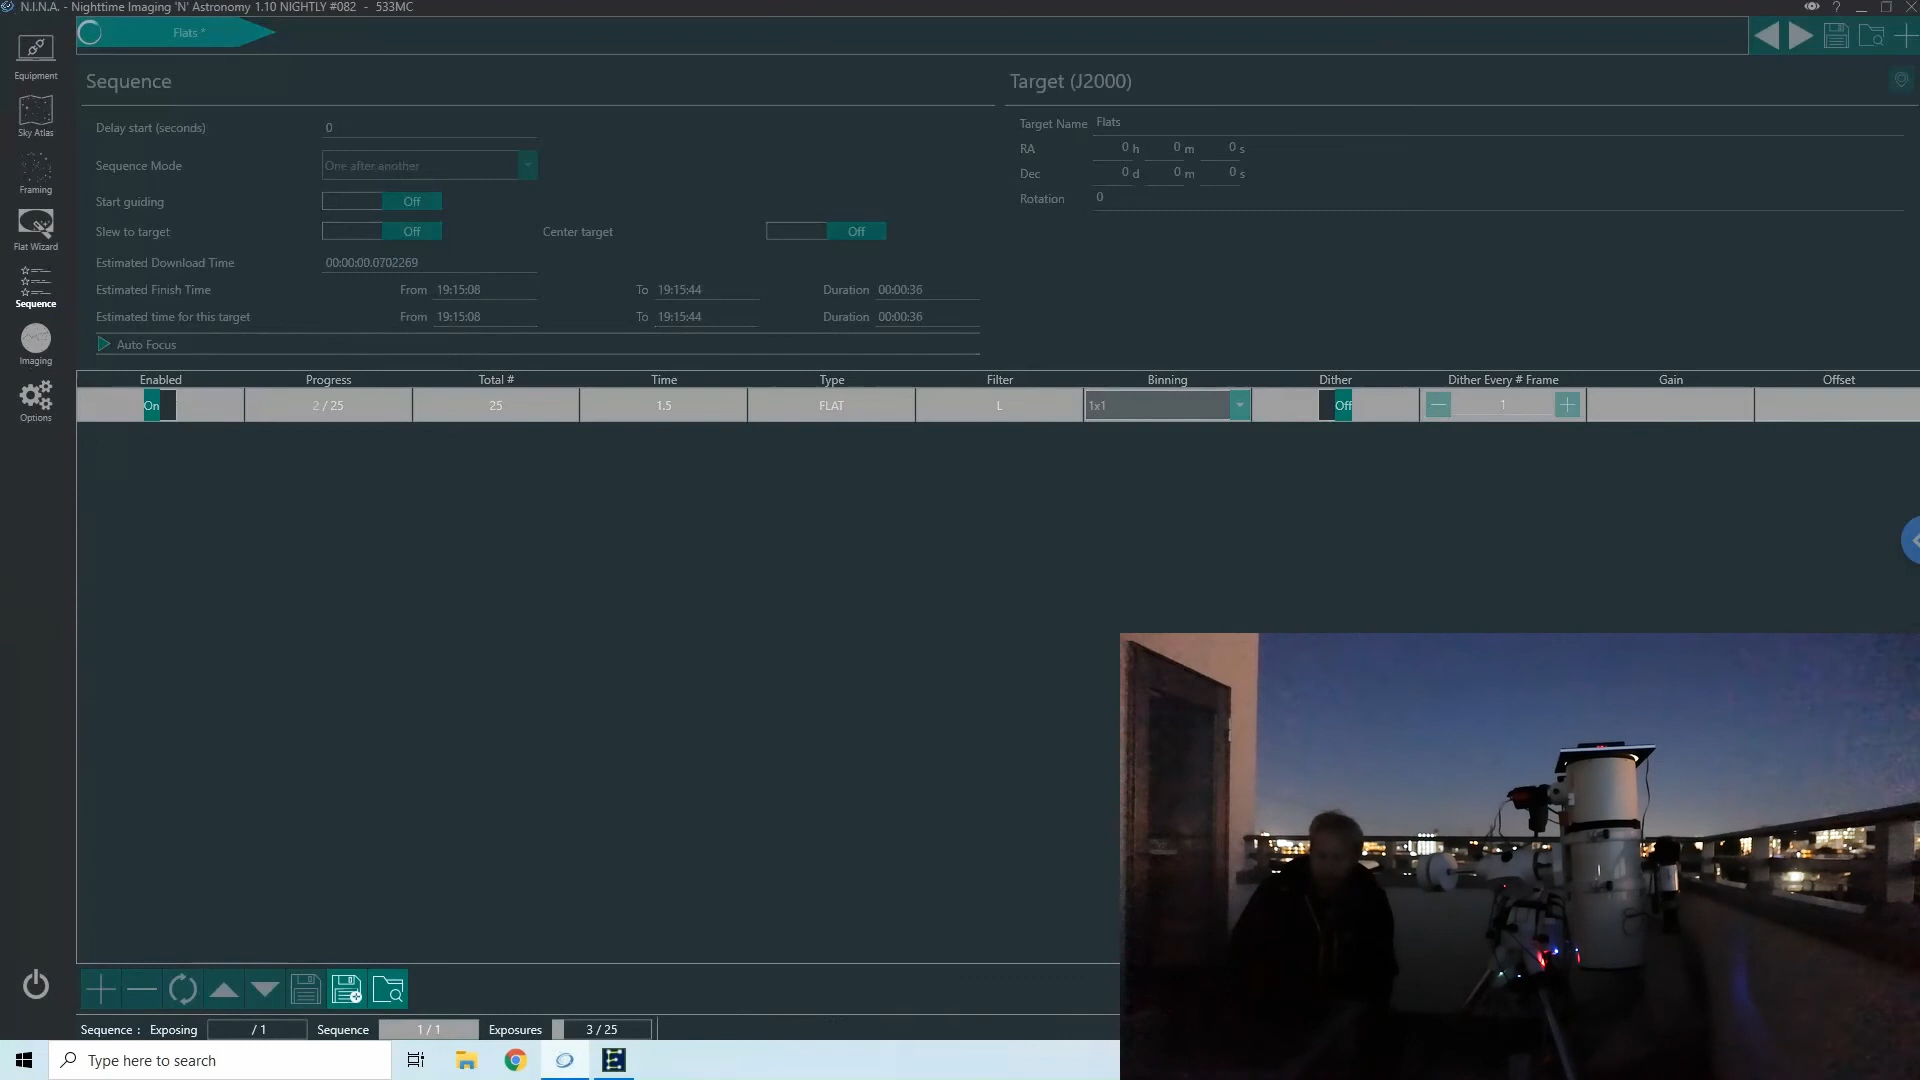 N.I.N.A. - Nighttime Imaging 'N' Astronomy 1.10 NIGHTLY #082 - 533MC
?
Flats *
Equipment
Sky Atlas
Framing
Flat Wizard
Sequence
Imaging
Options
Sequence
Delay start (seconds) 0
Sequence Mode One after another
Start guiding Off
Slew to target Off Center target Off
Estimated Download Time 00:00:00.0702269
Estimated Finish Time From 19:15:08 To 19:15:44 Duration 00:00:36
Estimated time for this target From 19:15:08 To 19:15:44 Duration 00:00:36
Auto Focus
Target (J2000)
Target Name Flats
RA 0 h 0 m 0 s
Dec 0 d 0 m 0 s
Rotation 0
Enabled Progress Total # Time Type Filter Binning Dither Dither Every # Frame Gain Offset
On 2 / 25 25 1.5 FLAT L 1x1 Off 1
Sequence : Exposing / 1 Sequence 1 / 1 Exposures 3 / 25
Type here to search